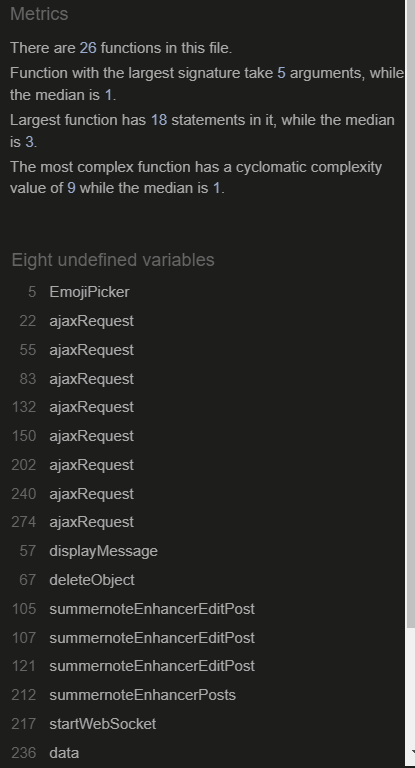 Metrics
There are 26 functions in this file.
Function with the largest signature take 5 arguments, while
the median is 1.
Largest function has 18 statements in it, while the median
is 3.
The most complex function has a cyclomatic complexity
value of 9 while the median is 1.
Eight undefined variables
5 EmojiPicker
22 ajaxRequest
55 ajaxRequest
83 ajaxRequest
132 ajaxRequest
150 ajaxRequest
202 ajaxRequest
240 ajaxRequest
274 ajaxRequest
57 displayMessage
67 deleteObject
105 summernoteEnhancerEditPost
107 summernoteEnhancerEditPost
121 summernoteEnhancerEditPost
212 summernoteEnhancerPosts
217 startWebSocket
236 data